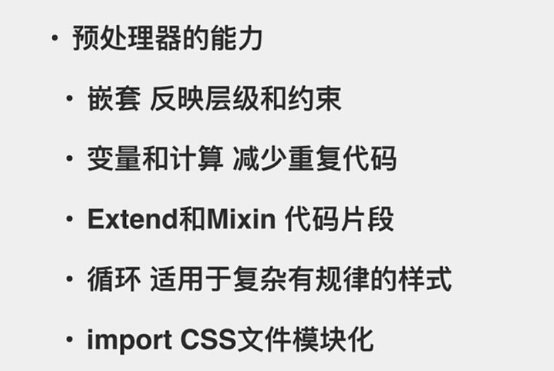 • 预处理器的能力
• 嵌套 反映层级和约束
• 变量和计算 减少重复代码
• Extend和Mixin 代码片段
• 循环 适用于复杂有规律的样式
• import CSS文件模块化